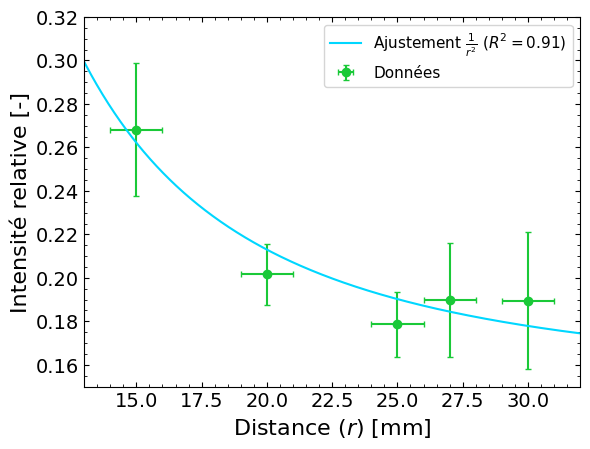 Ajustement 1/r² (R² = 0.91)
Données
0.32
0.30
0.28
0.26
0.24
0.22
0.20
0.18
0.16
Intensité relative [-]
15.0 17.5 20.0 22.5 25.0 27.5 30.0
Distance (r) [mm]